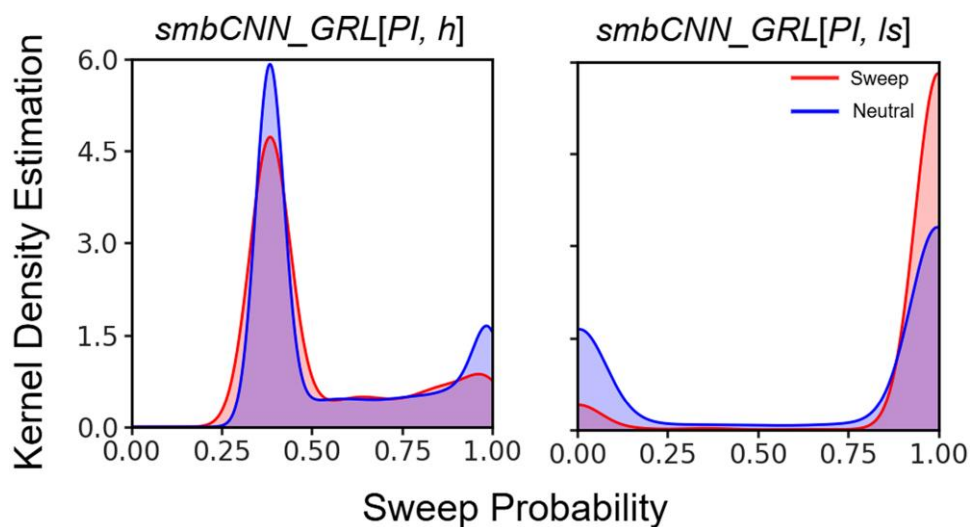 smbCNN_GRL[PI, h]
smbCNN_GRL[PI, ls]
Kernel Density Estimation
6.0
4.5
3.0
1.5
0.0
0.00 0.25 0.50 0.75 1.00
Sweep
Neutral
0.00 0.25 0.50 0.75 1.00
Sweep Probability